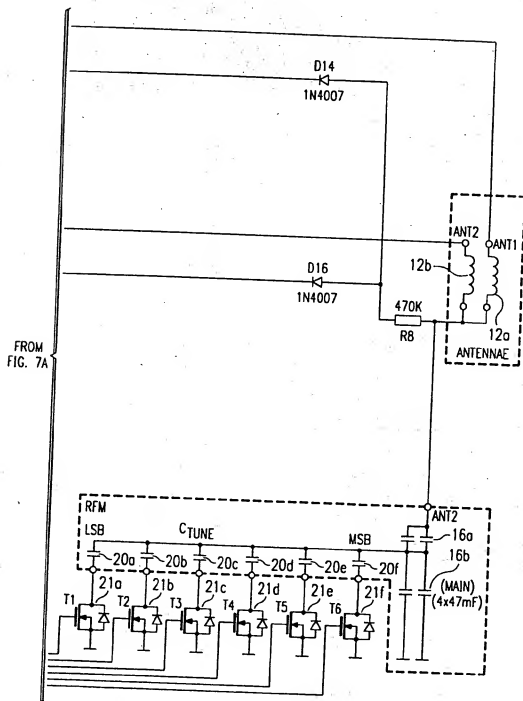 D14
1N4007
ANT2
ANT1
12b
D16
1N4007
470K
R8
12a
ANTENNAE
FROM
FIG. 7A
RFM
ANT2
LSB
CTUNE
MSB
16a
20a
20b
20c
20d
20e
20f
16b
(MAIN)
(4x47mF)
21a
21b
21c
21d
21e
21f
T1
T2
T3
T4
T5
T6